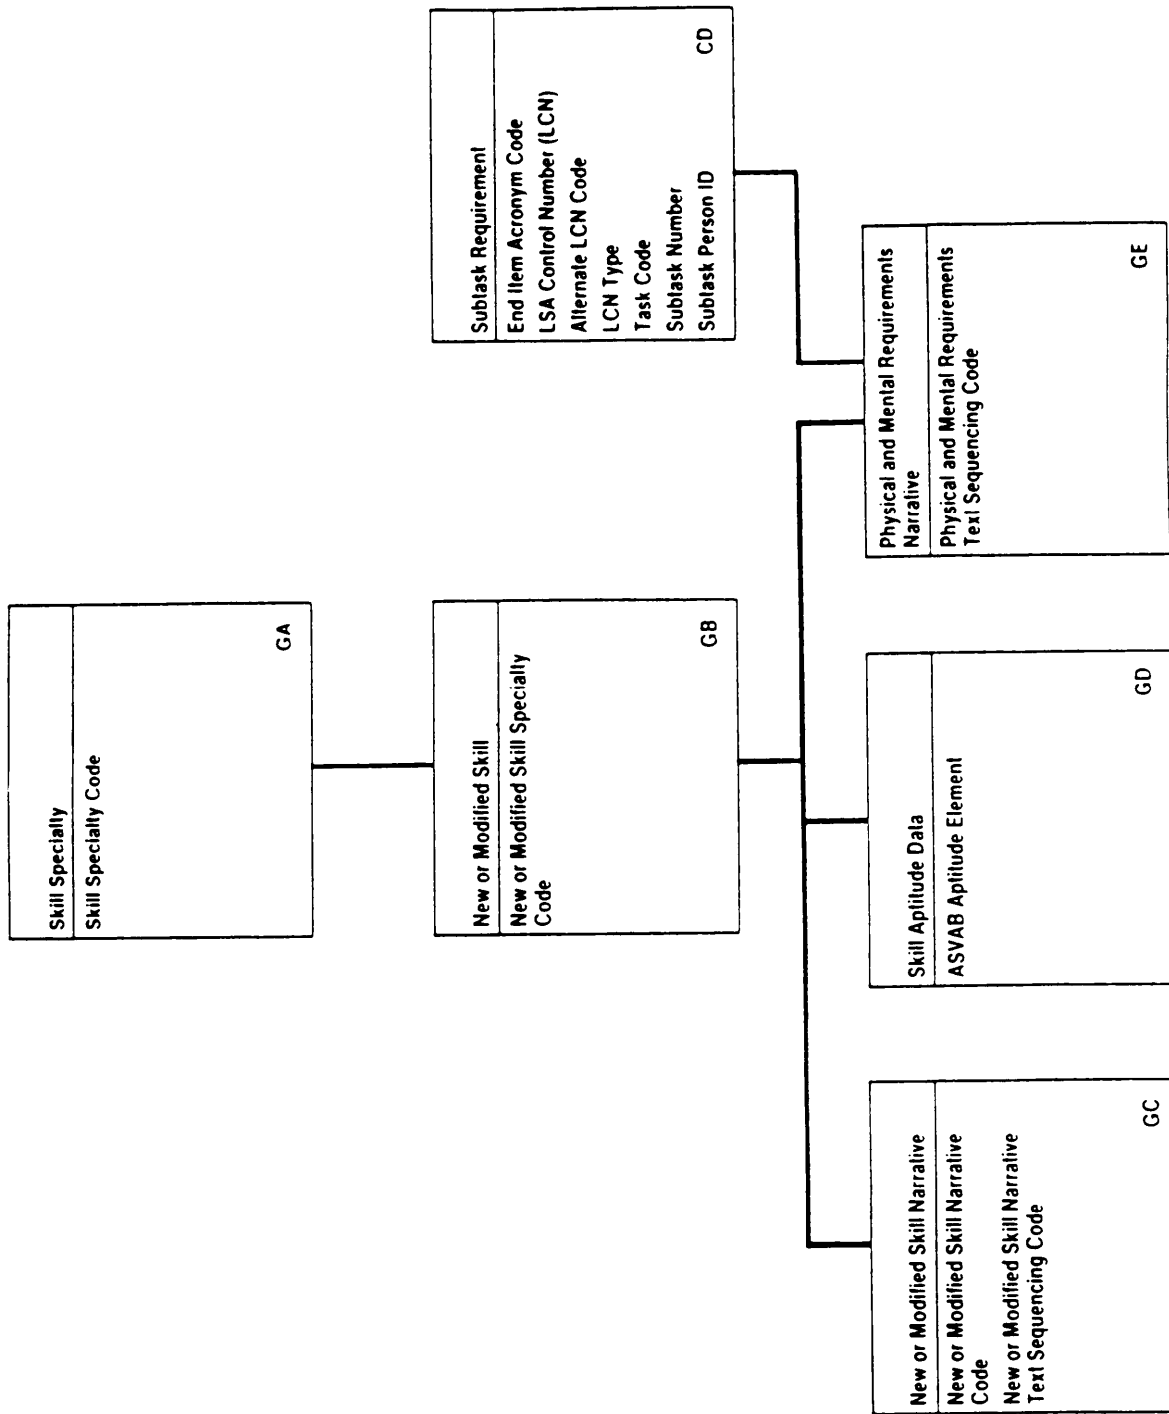 Skill Specialty
Skill Specialty Code
GA
New or Modified Skill
New or Modified Skill Specialty
Code
GB
Subtask Requirement
End Item Acronym Code
LSA Control Number (LCN)
Alternate LCN Code
LCN Type
Task Code
Subtask Number
Subtask Person ID
CD
New or Modified Skill Narrative
New or Modified Skill Narrative
Code
New or Modified Skill Narrative
Text Sequencing Code
GC
Skill Aptitude Data
ASVAB Aptitude Element
GD
Physical and Mental Requirements
Narrative
Physical and Mental Requirements
Text Sequencing Code
GE